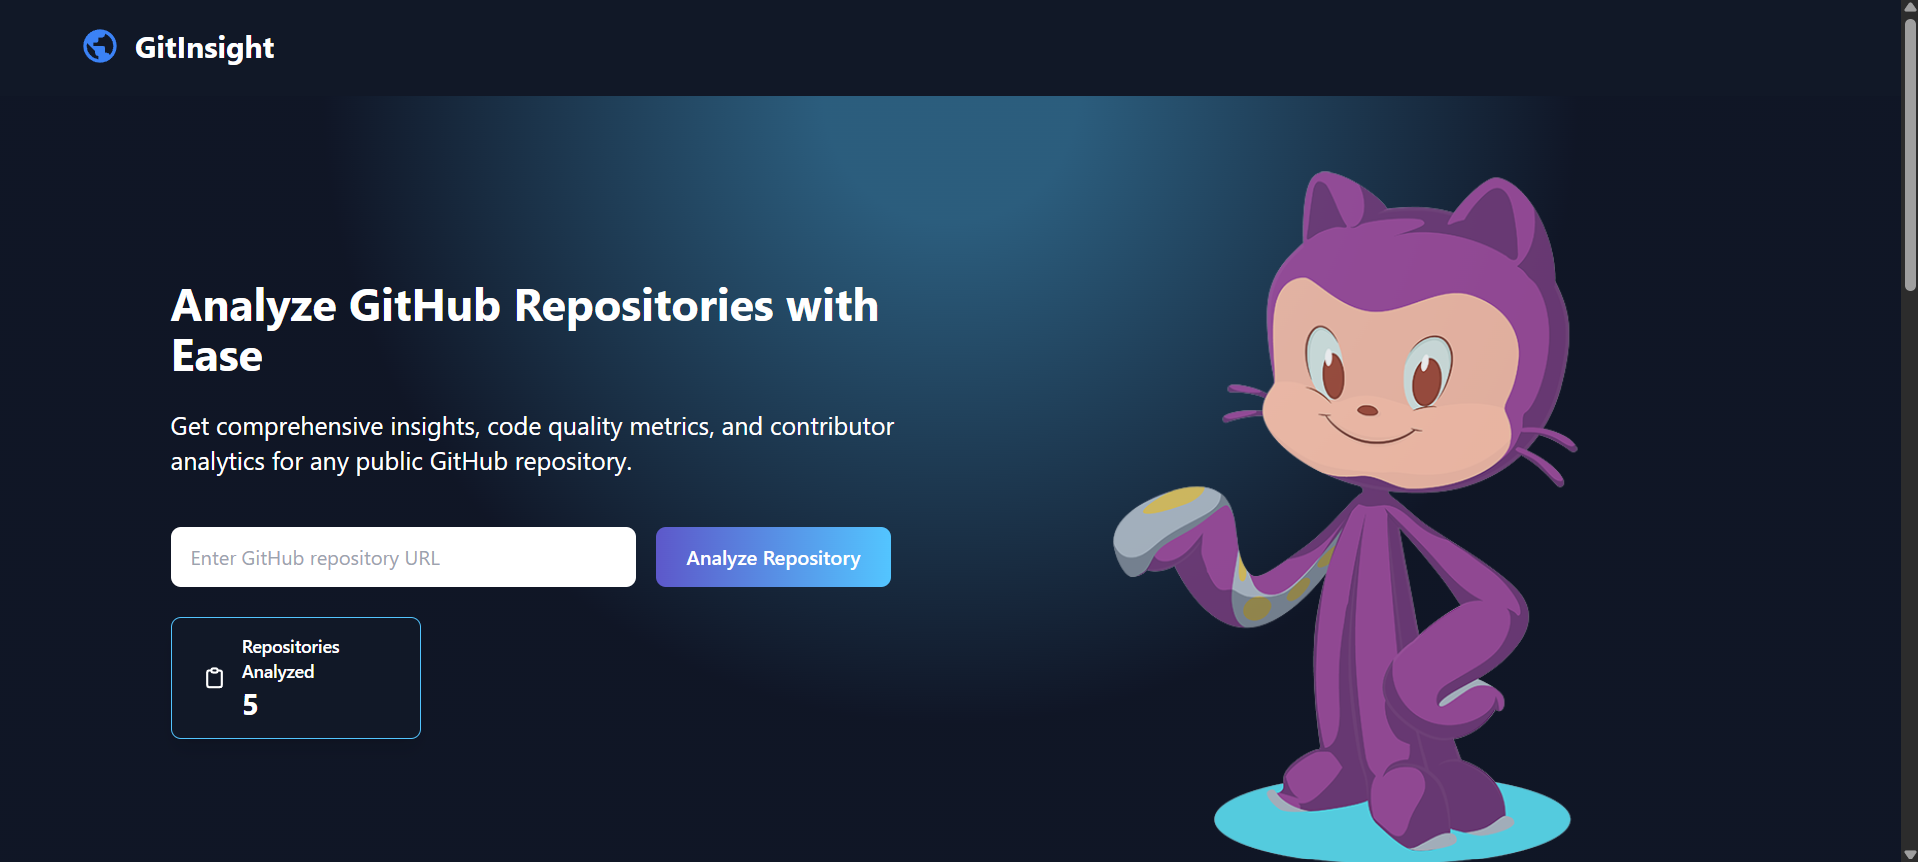 GitInsight
Analyze GitHub Repositories with
Ease
Get comprehensive insights, code quality metrics, and contributor
analytics for any public GitHub repository.
Enter GitHub repository URL
Analyze Repository
Repositories
Analyzed
5